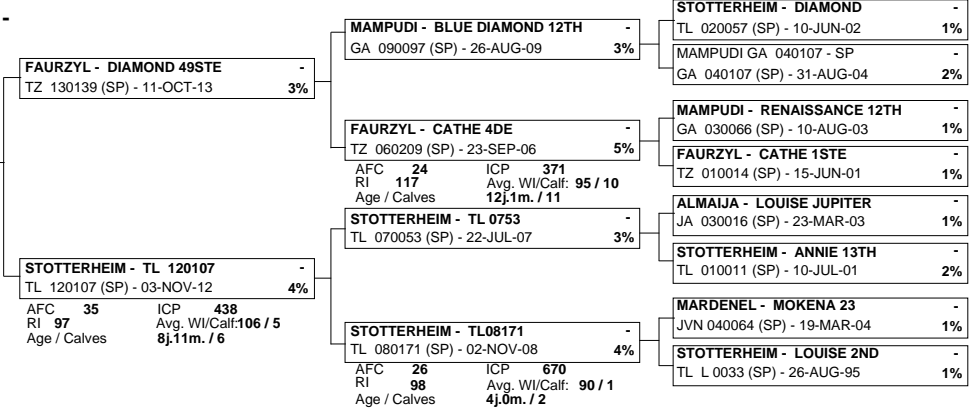 -
FAURZYL - DIAMOND 49STE -
TZ 130139 (SP) - 11-OCT-13 3%
STOTTERHEIM - TL 120107 -
TL 120107 (SP) - 03-NOV-12 4%
AFC 35 ICP 438
RI 97 Avg. WI/Calf:106 / 5
Age / Calves 8j.11m. / 6
MAMPUDI - BLUE DIAMOND 12TH -
GA 090097 (SP) - 26-AUG-09 3%
FAURZYL - CATHE 4DE -
TZ 060209 (SP) - 23-SEP-06 5%
AFC 24 ICP 371
RI 117 Avg. WI/Calf: 95 / 10
Age / Calves 12j.1m. / 11
STOTTERHEIM - TL 0753 -
TL 070053 (SP) - 22-JUL-07 3%
STOTTERHEIM - TL08171 -
TL 080171 (SP) - 02-NOV-08 4%
AFC 26 ICP 670
RI 98 Avg. WI/Calf: 90 / 1
Age / Calves 4j.0m. / 2
STOTTERHEIM - DIAMOND -
TL 020057 (SP) - 10-JUN-02 1%
MAMPUDI GA 040107 - SP -
GA 040107 (SP) - 31-AUG-04 2%
MAMPUDI - RENAISSANCE 12TH -
GA 030066 (SP) - 10-AUG-03 1%
FAURZYL - CATHE 1STE -
TZ 010014 (SP) - 15-JUN-01 1%
ALMAIJA - LOUISE JUPITER -
JA 030016 (SP) - 23-MAR-03 1%
STOTTERHEIM - ANNIE 13TH -
TL 010011 (SP) - 10-JUL-01 2%
MARDENEL - MOKENA 23 -
JVN 040064 (SP) - 19-MAR-04 1%
STOTTERHEIM - LOUISE 2ND -
TL L 0033 (SP) - 26-AUG-95 1%